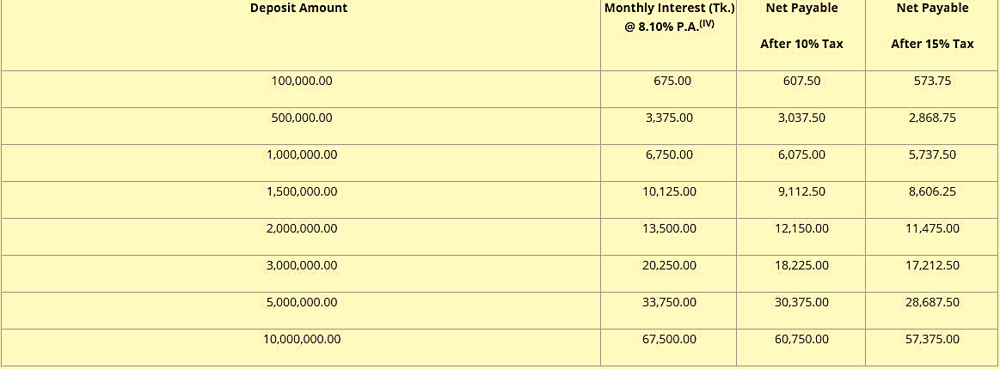 Deposit Amount Monthly Interest (Tk.) Net Payable Net Payable
@ 8.10% P.A.(IV)
After 10% Tax After 15% Tax
100,000.00 675.00 607.50 573.75
500,000.00 3,375.00 3,037.50 2,868.75
1,000,000.00 6,750.00 6,075.00 5,737.50
1,500,000.00 10,125.00 9,112.50 8,606.25
2,000,000.00 13,500.00 12,150.00 11,475.00
3,000,000.00 20,250.00 18,225.00 17,212.50
5,000,000.00 33,750.00 30,375.00 28,687.50
10,000,000.00 67,500.00 60,750.00 57,375.00